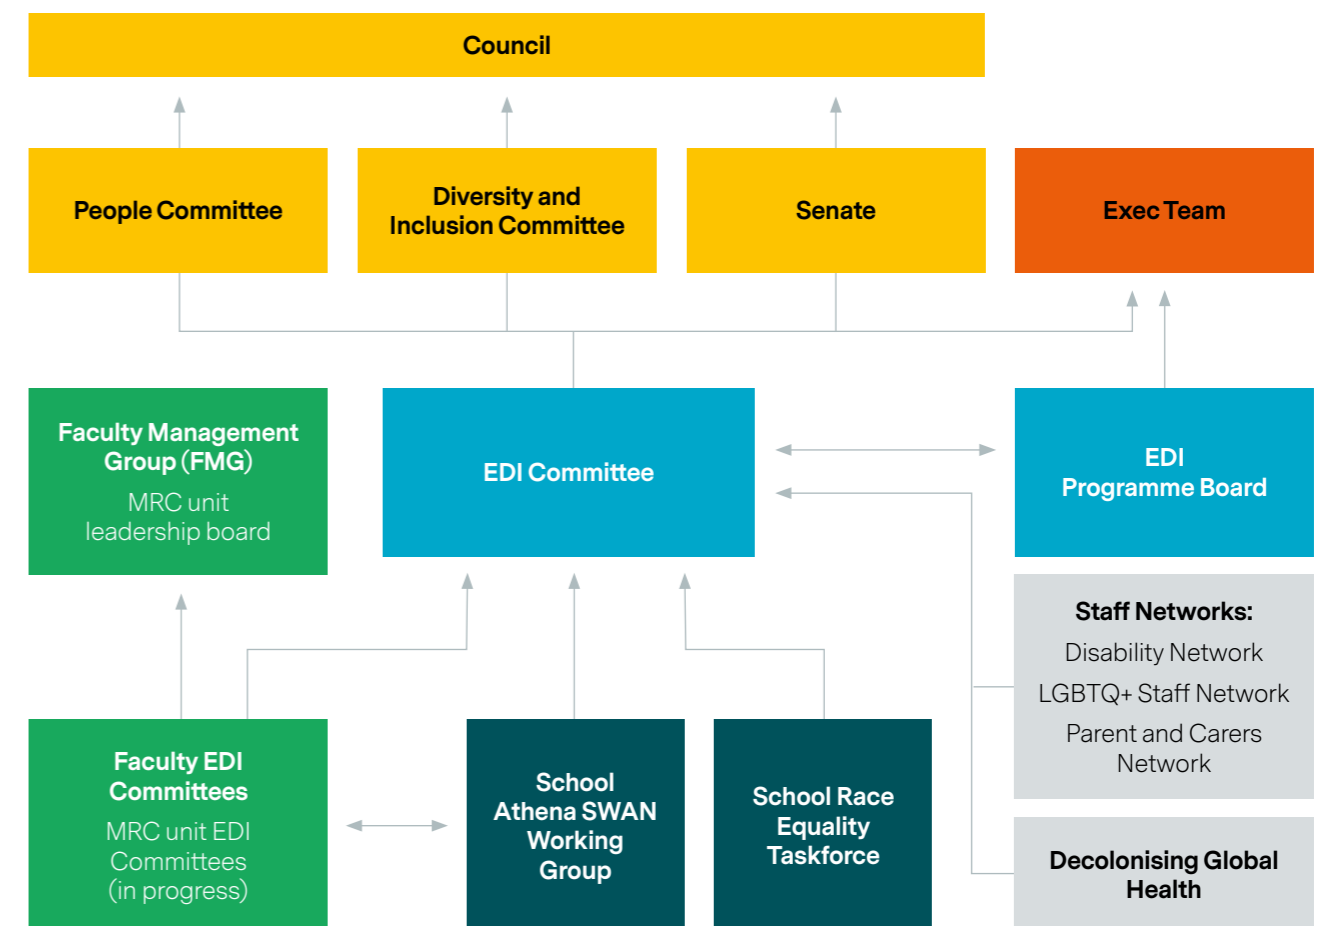 Council
People Committee
Diversity and
Inclusion Committee
Senate
Exec Team
Faculty Management
Group (FMG)
MRC unit
leadership board
EDI Committee
EDI
Programme Board
Staff Networks:
Disability Network
LGBTQ+ Staff Network
Parent and Carers
Network
Faculty EDI
Committees
MRC unit EDI
Committees
(in progress)
School
Athena SWAN
Working
Group
School Race
Equality
Taskforce
Decolonising Global
Health